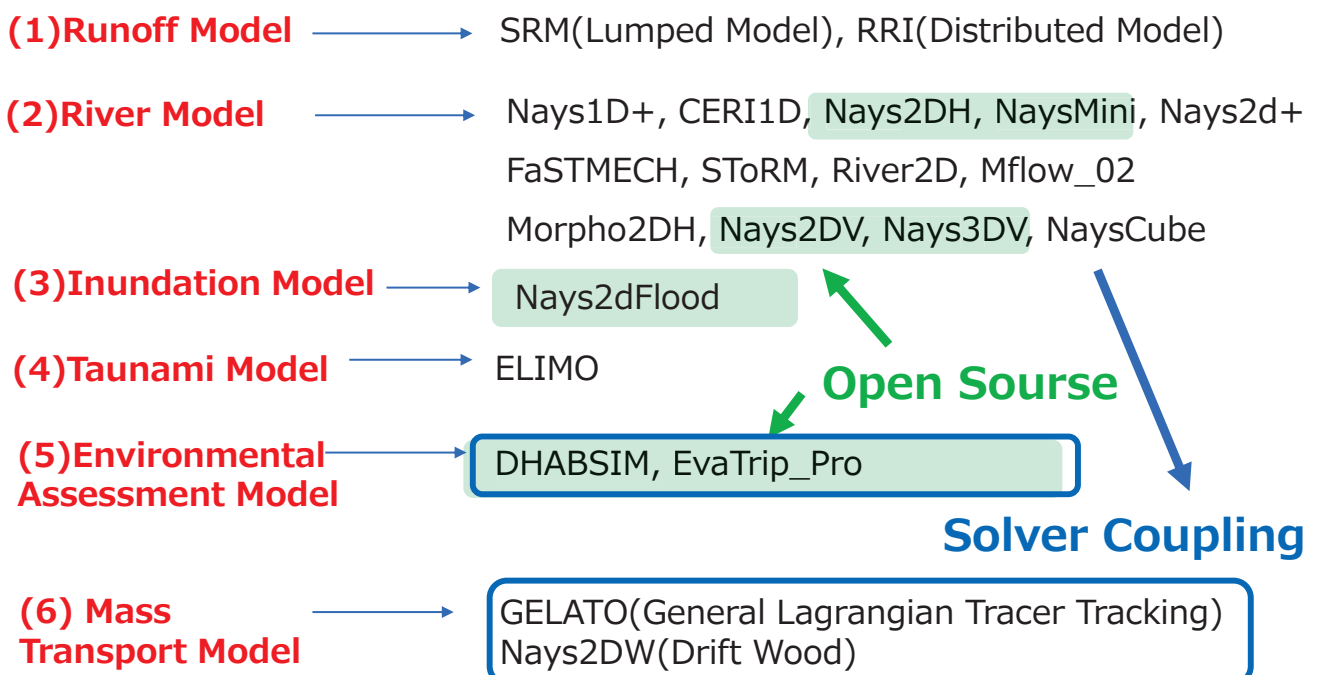 (1)Runoff Model SRM(Lumped Model), RRI(Distributed Model)
(2)River Model Nays1D+, CERI1D, Nays2DH, NaysMini, Nays2d+
FaSTMECH, SToRM, River2D, Mflow_02
Morpho2DH, Nays2DV, Nays3DV, NaysCube
(3)Inundation Model Nays2dFlood
(4)Taunami Model ELIMO
Open Sourse
(5)Environmental
Assessment Model
DHABSIM, EvaTrip_Pro
Solver Coupling
(6) Mass
Transport Model
GELATO(General Lagrangian Tracer Tracking)
Nays2DW(Drift Wood)